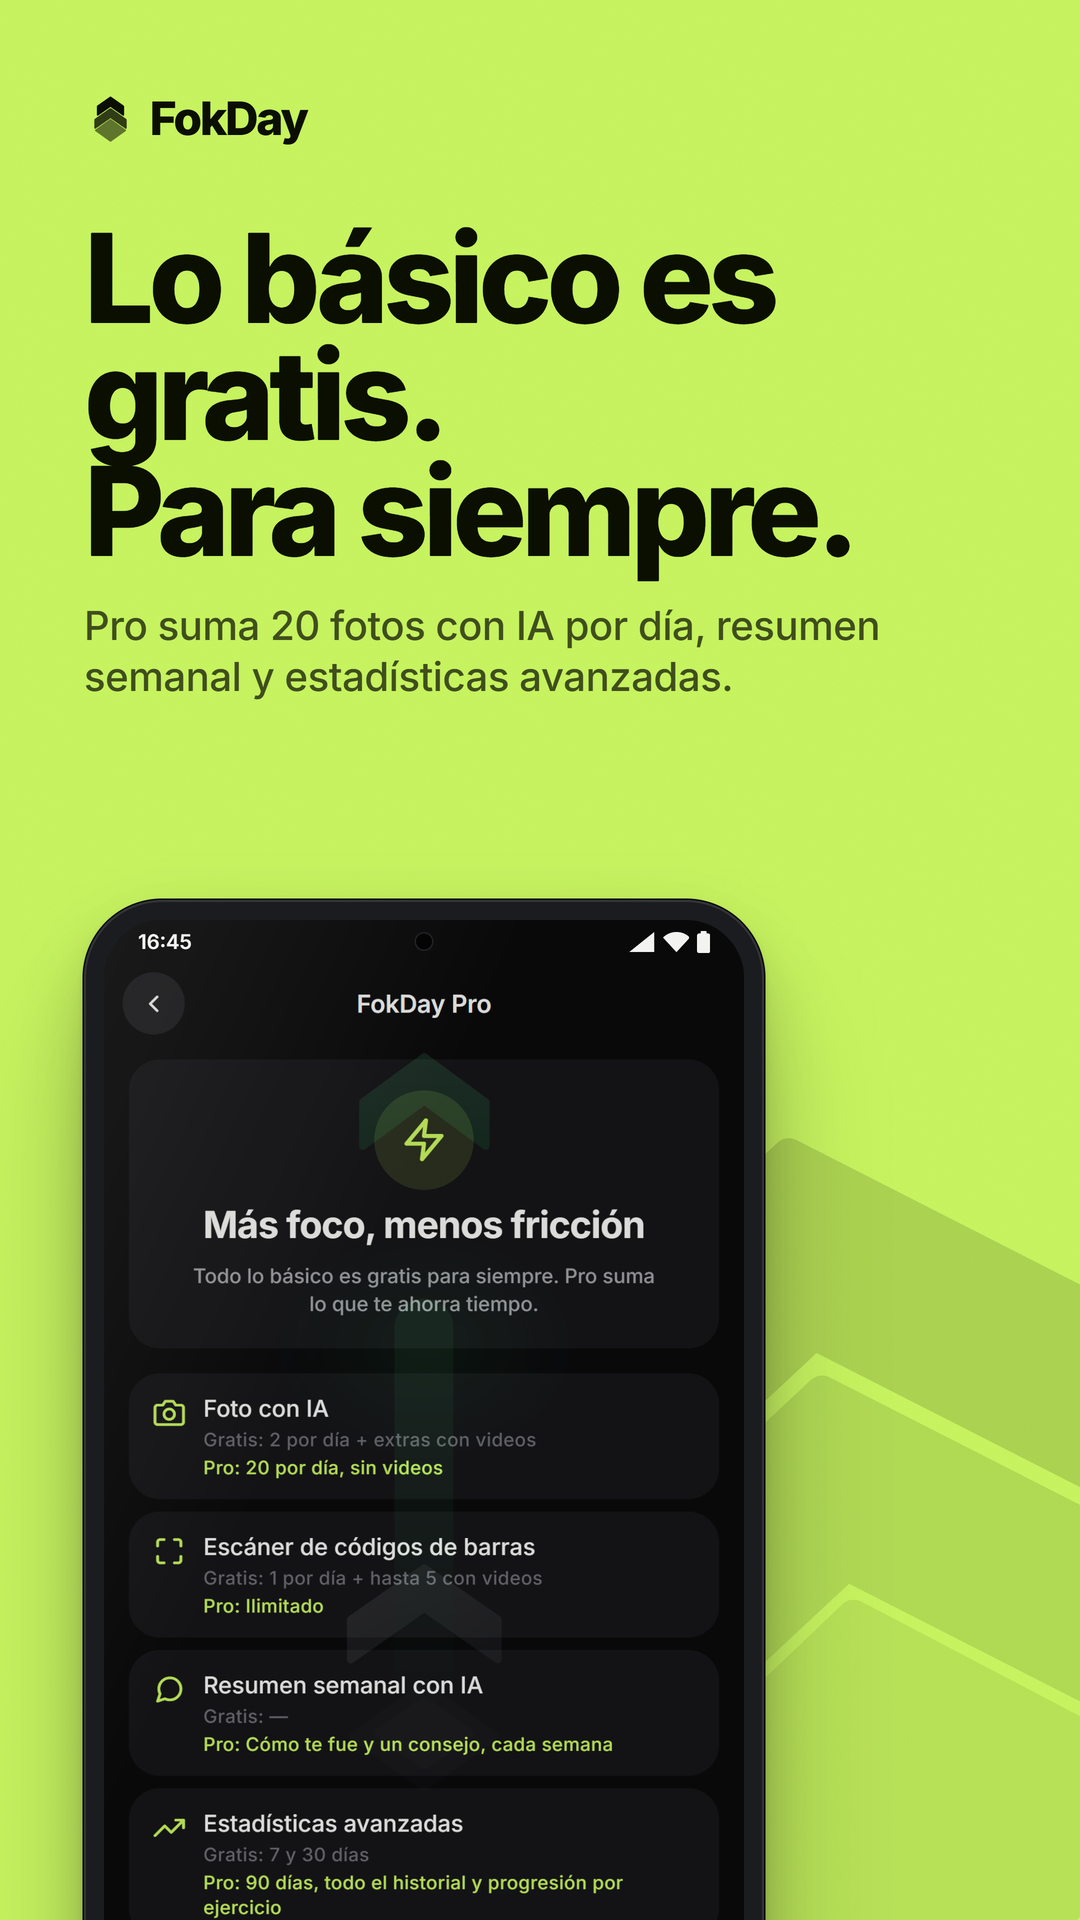 FokDay
Lo básico es
gratis.
Para siempre.
Pro suma 20 fotos con IA por día, resumen
semanal y estadísticas avanzadas.
16:45
FokDay Pro
Más foco, menos fricción
Todo lo básico es gratis para siempre. Pro suma
lo que te ahorra tiempo.
Foto con IA
Gratis: 2 por día + extras con videos
Pro: 20 por día, sin videos
Escáner de códigos de barras
Gratis: 1 por día + hasta 5 con videos
Pro: Ilimitado
Resumen semanal con IA
Gratis: —
Pro: Cómo te fue y un consejo, cada semana
Estadísticas avanzadas
Gratis: 7 y 30 días
Pro: 90 días, todo el historial y progresión por
ejercicio